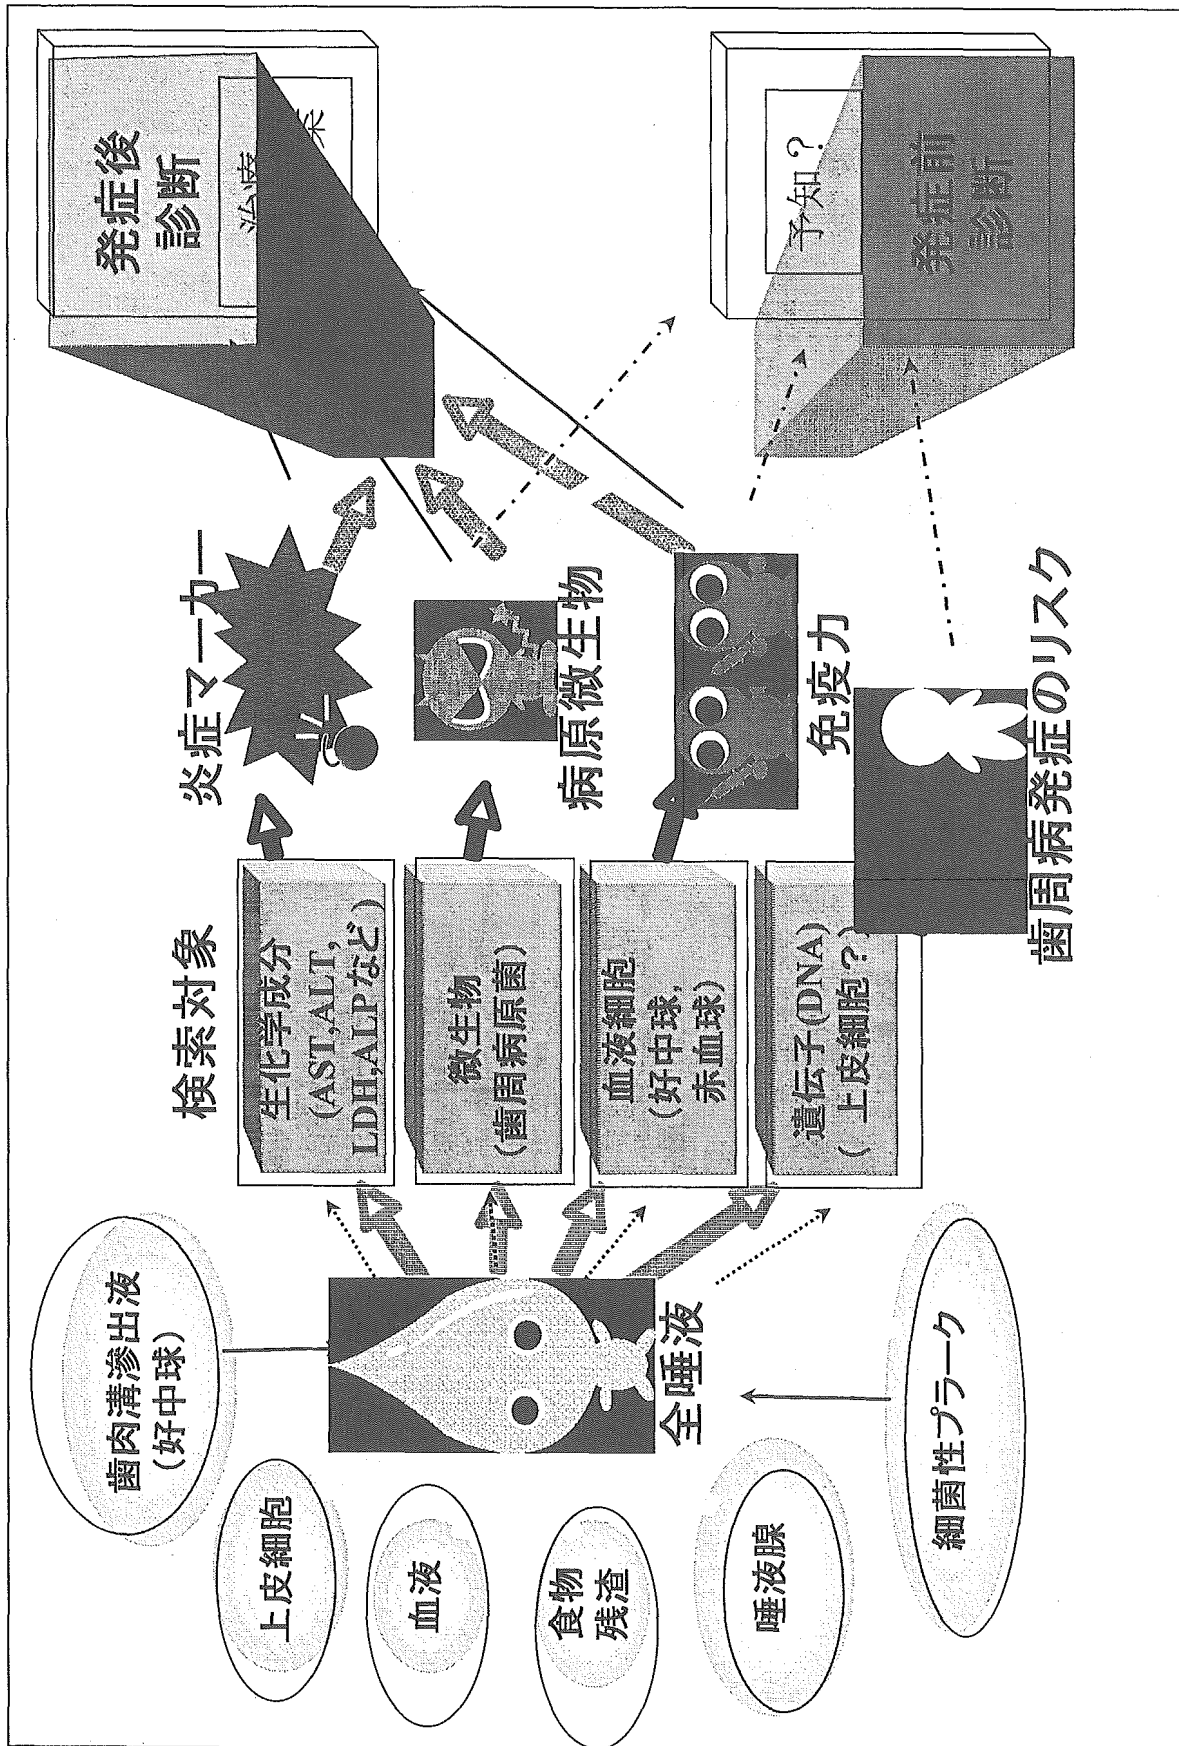 歯肉溝滲出液
(好中球)
上皮細胞
血液
食物
残渣
唾液腺
細菌性プラーク
全唾液
検索対象
生化学成分
(AST,ALT,
LDH,ALPなど)
微生物
(歯周病原菌)
血液細胞
(好中球,
赤血球)
遺伝子(DNA)
( 上皮細胞？)
炎症マーカー
病原微生物
免疫力
歯周病発症のリスク
発症後
診断
予知？
発症前
診断